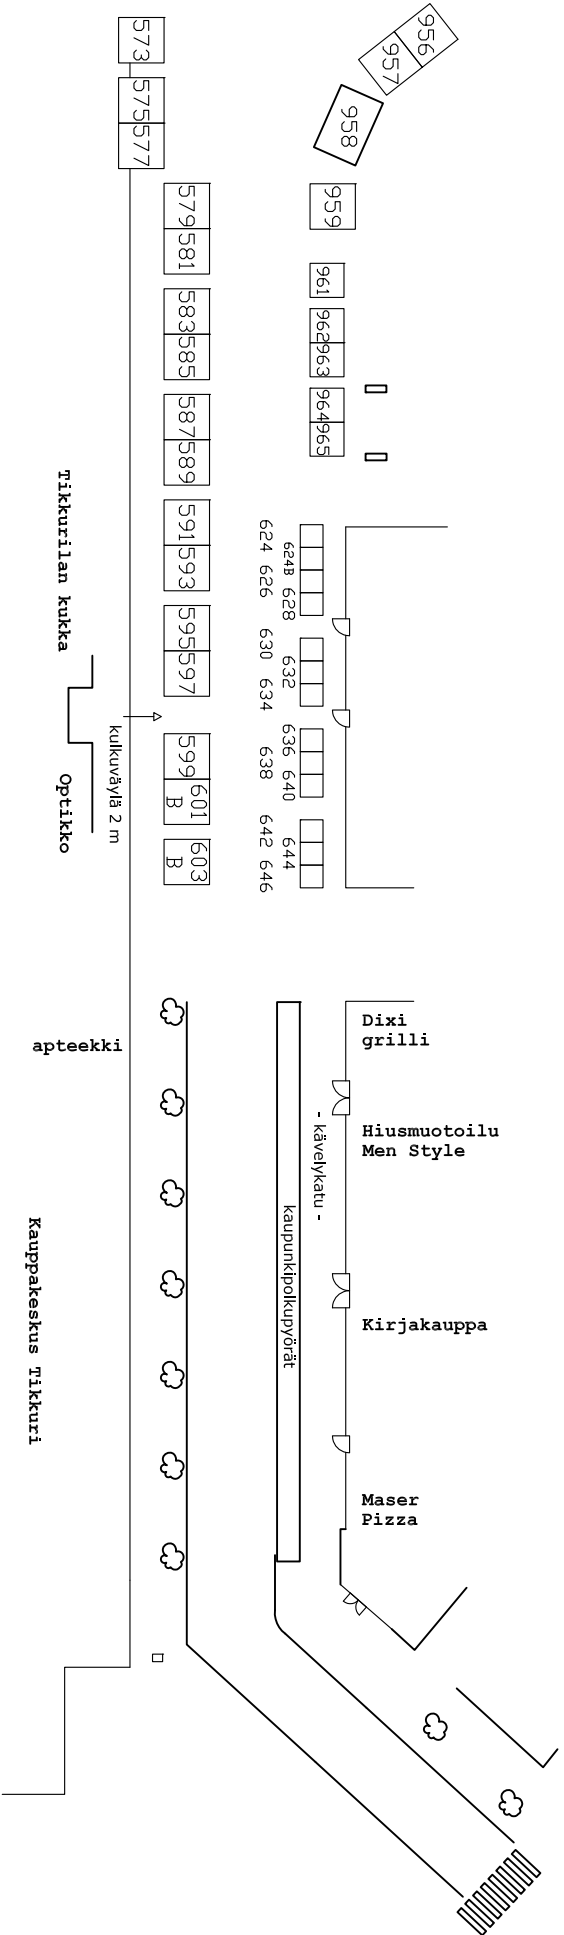 956
957
958
573
575
577
579
581
583
585
587
589
591
593
595
597
599
601
B
603
B
959
961
962
963
964
965
624
624B
626
628
630
632
634
636
638
640
642
644
646
Tikkurilan kukka
Optikko
kulkuväylä 2 m
apteekki
Kauppakeskus Tikkuri
Dixi
grilli
Hiusmuotoilu
Men Style
- kävelykatu -
kaupunkipolkupyörät
Kirjakauppa
Maser
Pizza